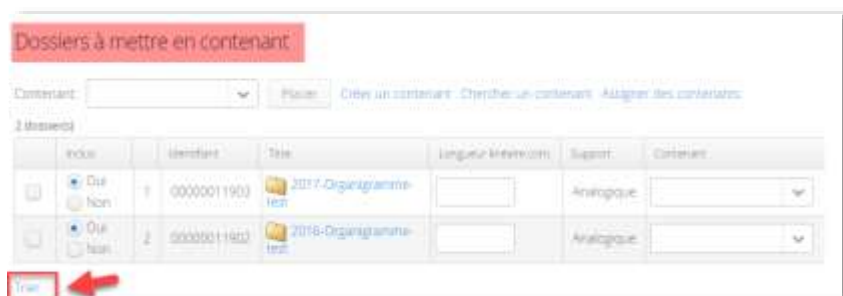 Dossiers à mettre en contenant
Contenant: Placer Créer un contenant Chercher un contenant Assigner des contenants
2 dossier(s)
Inclus Identifiant Titre Longueur linéaire (cm) Support Contenant
Oui
Non
1 00000011903 2017-Organigramme-
test
Analogique
Oui
Non
2 00000011902 2016-Organigramme-
test
Analogique